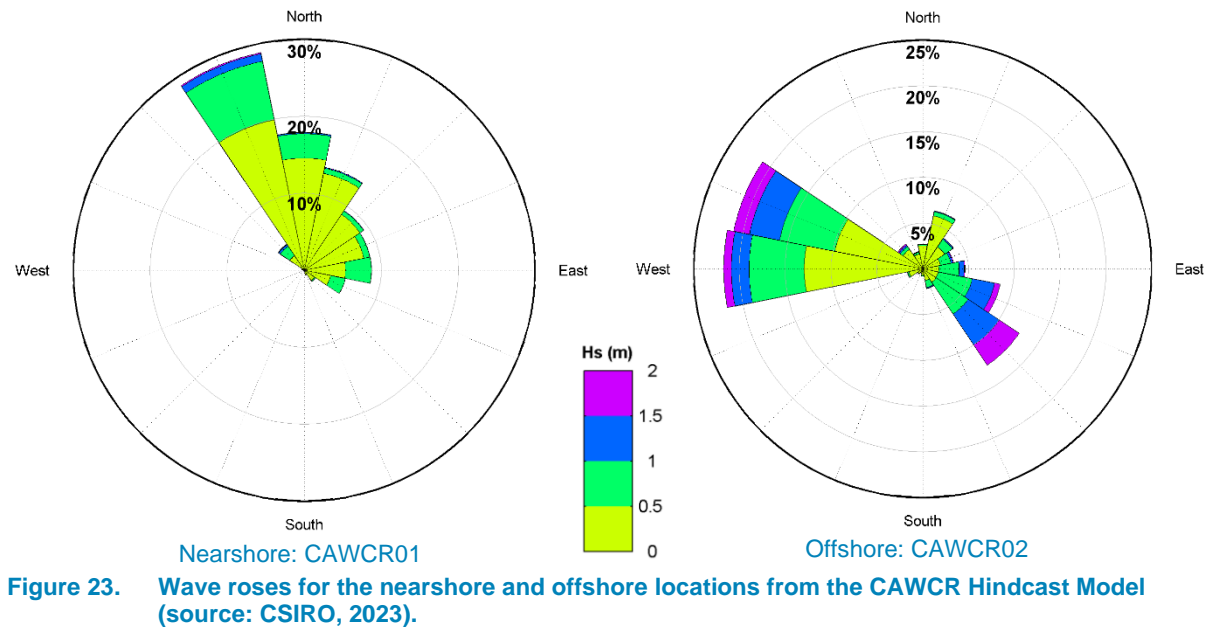 North
30%
20%
10%
West
East
South
Nearshore: CAWCR01
Hs (m)
2
1.5
1
0.5
0
North
25%
20%
15%
10%
5%
West
East
South
Offshore: CAWCR02
Figure 23. Wave roses for the nearshore and offshore locations from the CAWCR Hindcast Model
(source: CSIRO, 2023).